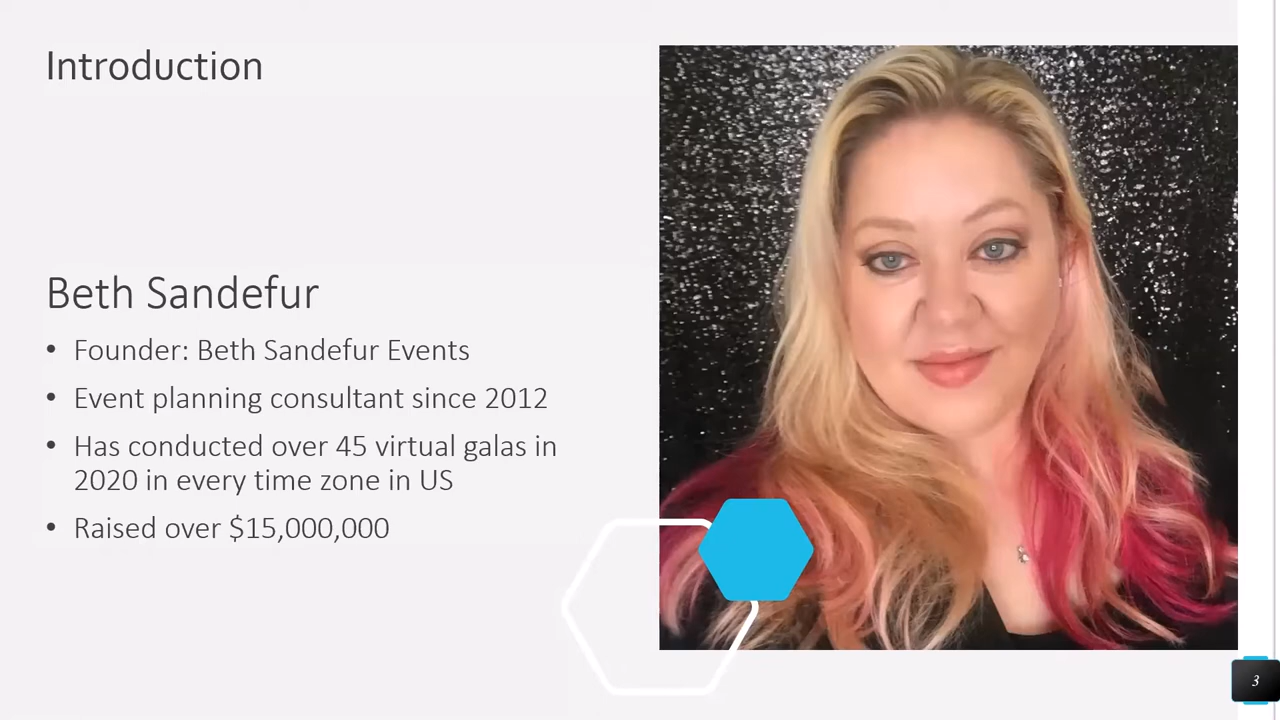 Introduction
Beth Sandefur
• Founder: Beth Sandefur Events
• Event planning consultant since 2012
• Has conducted over 45 virtual galas in
2020 in every time zone in US
• Raised over $15,000,000
3